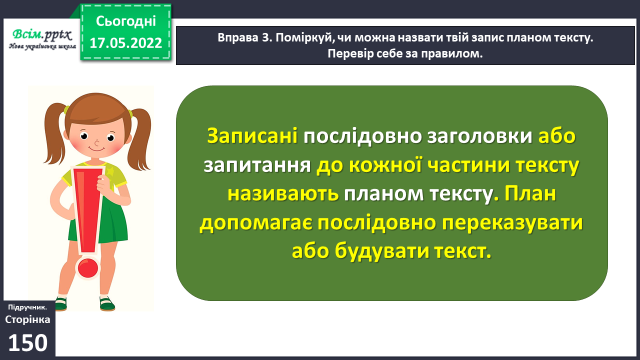 Всім.pptx
Нова українська школа
Сьогодні
17.05.2022
Вправа 3. Поміркуй, чи можна назвати твій запис планом тексту.
Перевір себе за правилом.
Записані послідовно заголовки або
запитання до кожної частини тексту
називають планом тексту. План
допомагає послідовно переказувати
або будувати текст.
Підручник.
Сторінка
150